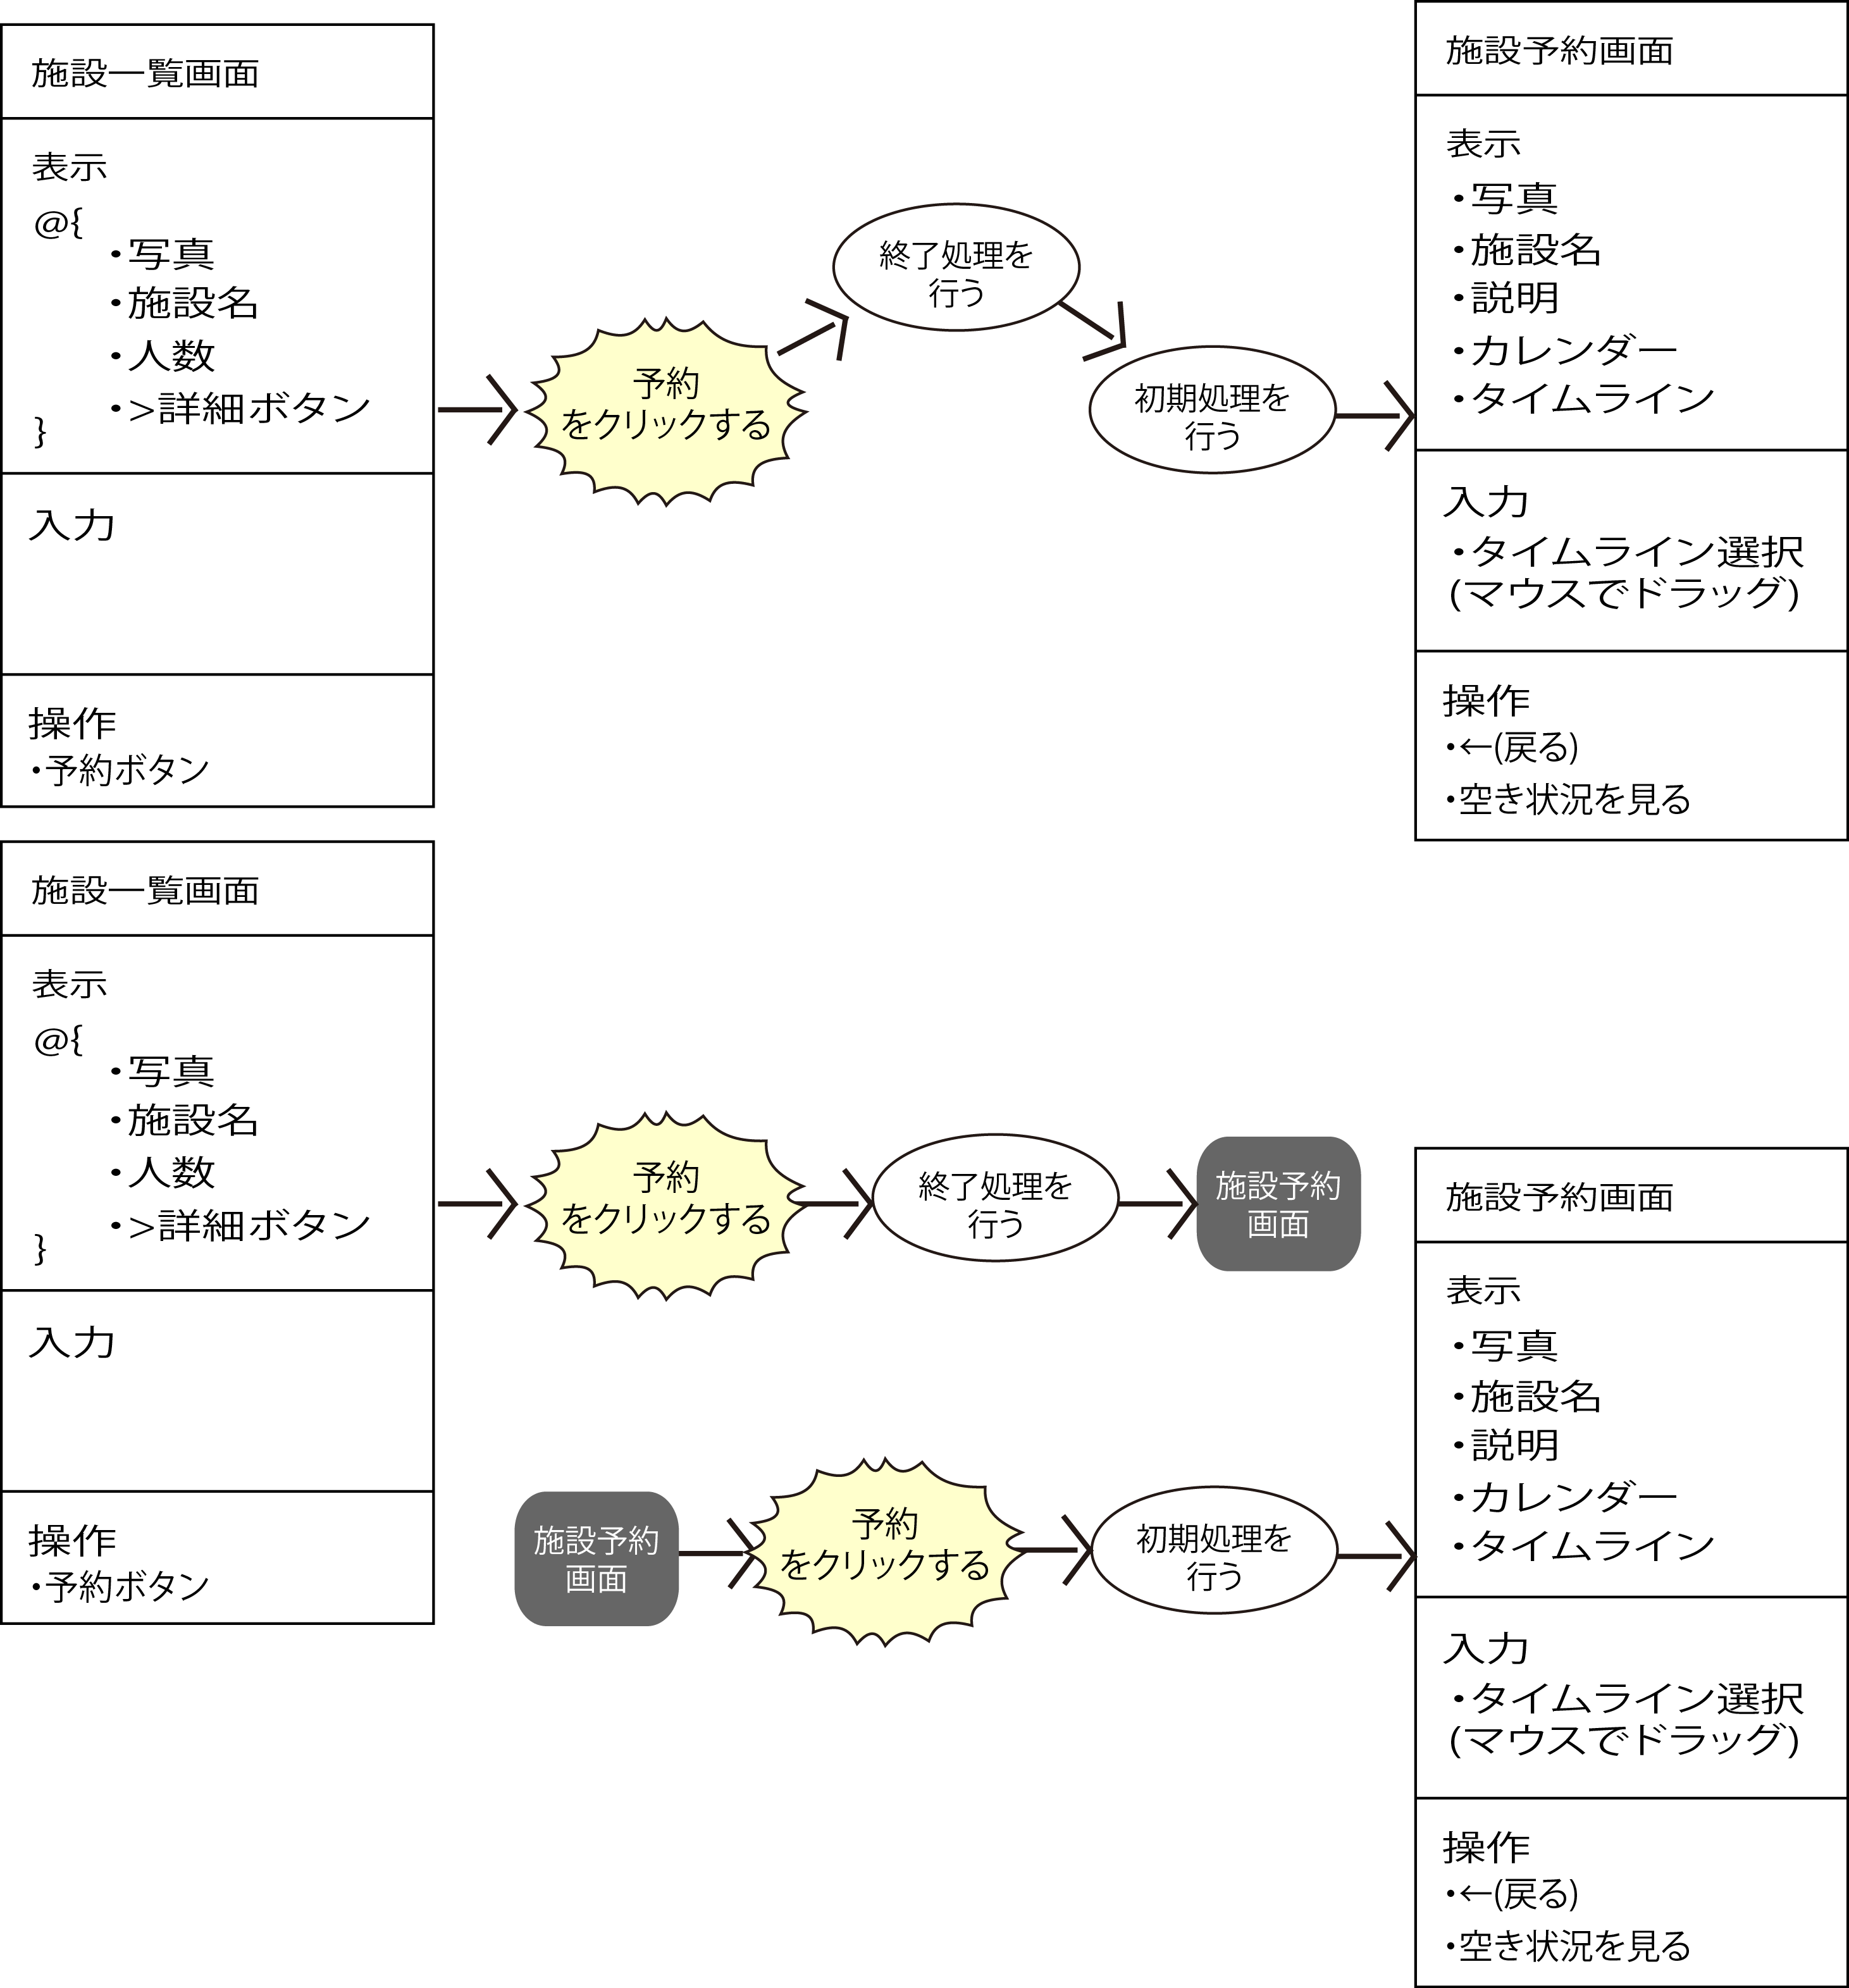 施設一覧画面
表示
@{
・写真
・施設名
・人数
・>詳細ボタン
}
入力
操作
・予約ボタン
予約
をクリックする
終了処理を
行う
初期処理を
行う
施設予約画面
表示
・写真
・施設名
・説明
・カレンダー
・タイムライン
入力
・タイムライン選択
(マウスでドラッグ)
操作
・←(戻る)
・空き状況を見る
施設一覧画面
表示
@{
・写真
・施設名
・人数
・>詳細ボタン
}
入力
操作
・予約ボタン
予約
をクリックする
終了処理を
行う
施設予約
画面
施設予約
画面
予約
をクリックする
初期処理を
行う
施設予約画面
表示
・写真
・施設名
・説明
・カレンダー
・タイムライン
入力
・タイムライン選択
(マウスでドラッグ)
操作
・←(戻る)
・空き状況を見る